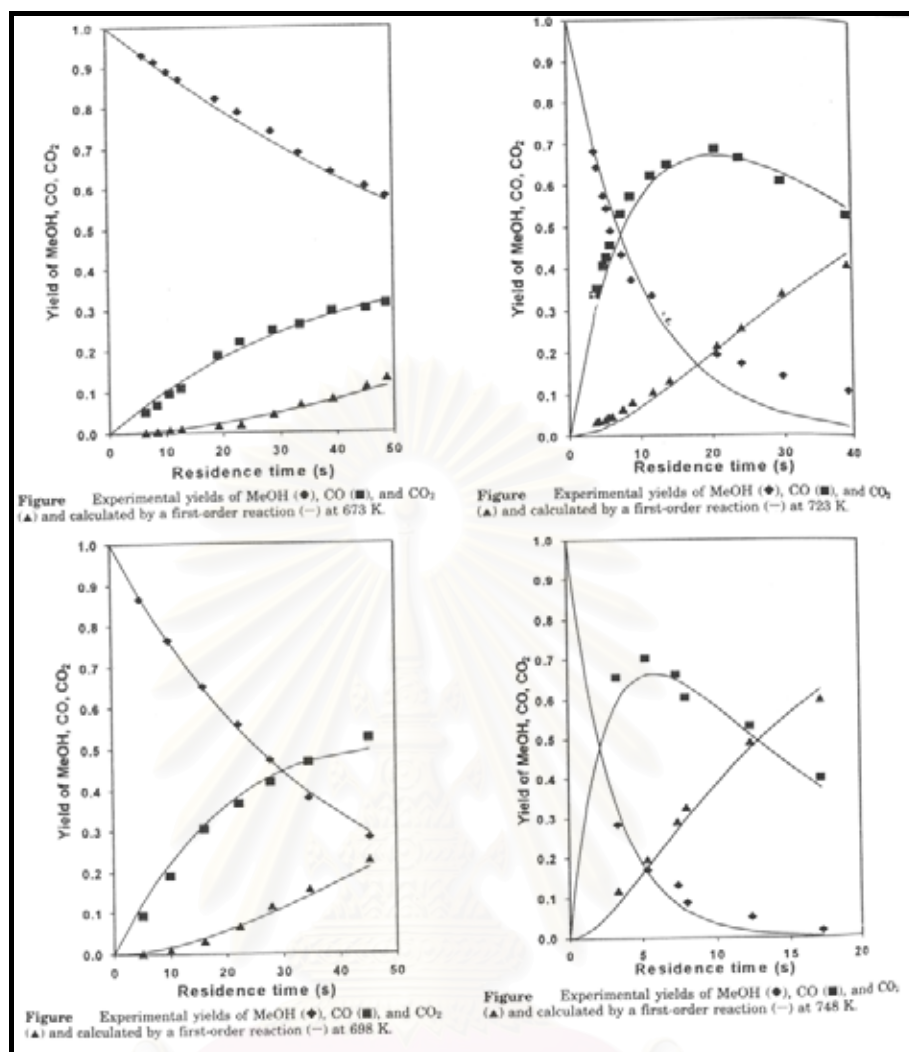 Yield of MeOH, CO, CO₂
1.0
0.9
0.8
0.7
0.6
0.5
0.4
0.3
0.2
0.1
0.0
0 10 20 30 40 50
Residence time (s)
Figure Experimental yields of MeOH (◆), CO (■), and CO₂
(▲) and calculated by a first-order reaction (—) at 673 K.
Yield of MeOH, CO, CO₂
1.0
0.9
0.8
0.7
0.6
0.5
0.4
0.3
0.2
0.1
0.0
0 10 20 30 40
Residence time (s)
Figure Experimental yields of MeOH (◆), CO (■), and CO₂
(▲) and calculated by a first-order reaction (—) at 723 K.
Yield of MeOH, CO, CO₂
1.0
0.9
0.8
0.7
0.6
0.5
0.4
0.3
0.2
0.1
0.0
0 10 20 30 40 50
Residence time (s)
Figure Experimental yields of MeOH (◆), CO (■), and CO₂
(▲) and calculated by a first-order reaction (—) at 698 K.
Yield of MeOH, CO, CO₂
1.0
0.9
0.8
0.7
0.6
0.5
0.4
0.3
0.2
0.1
0.0
0 5 10 15 20
Residence time (s)
Figure Experimental yields of MeOH (◆), CO (■), and CO₂
(▲) and calculated by a first-order reaction (—) at 748 K.